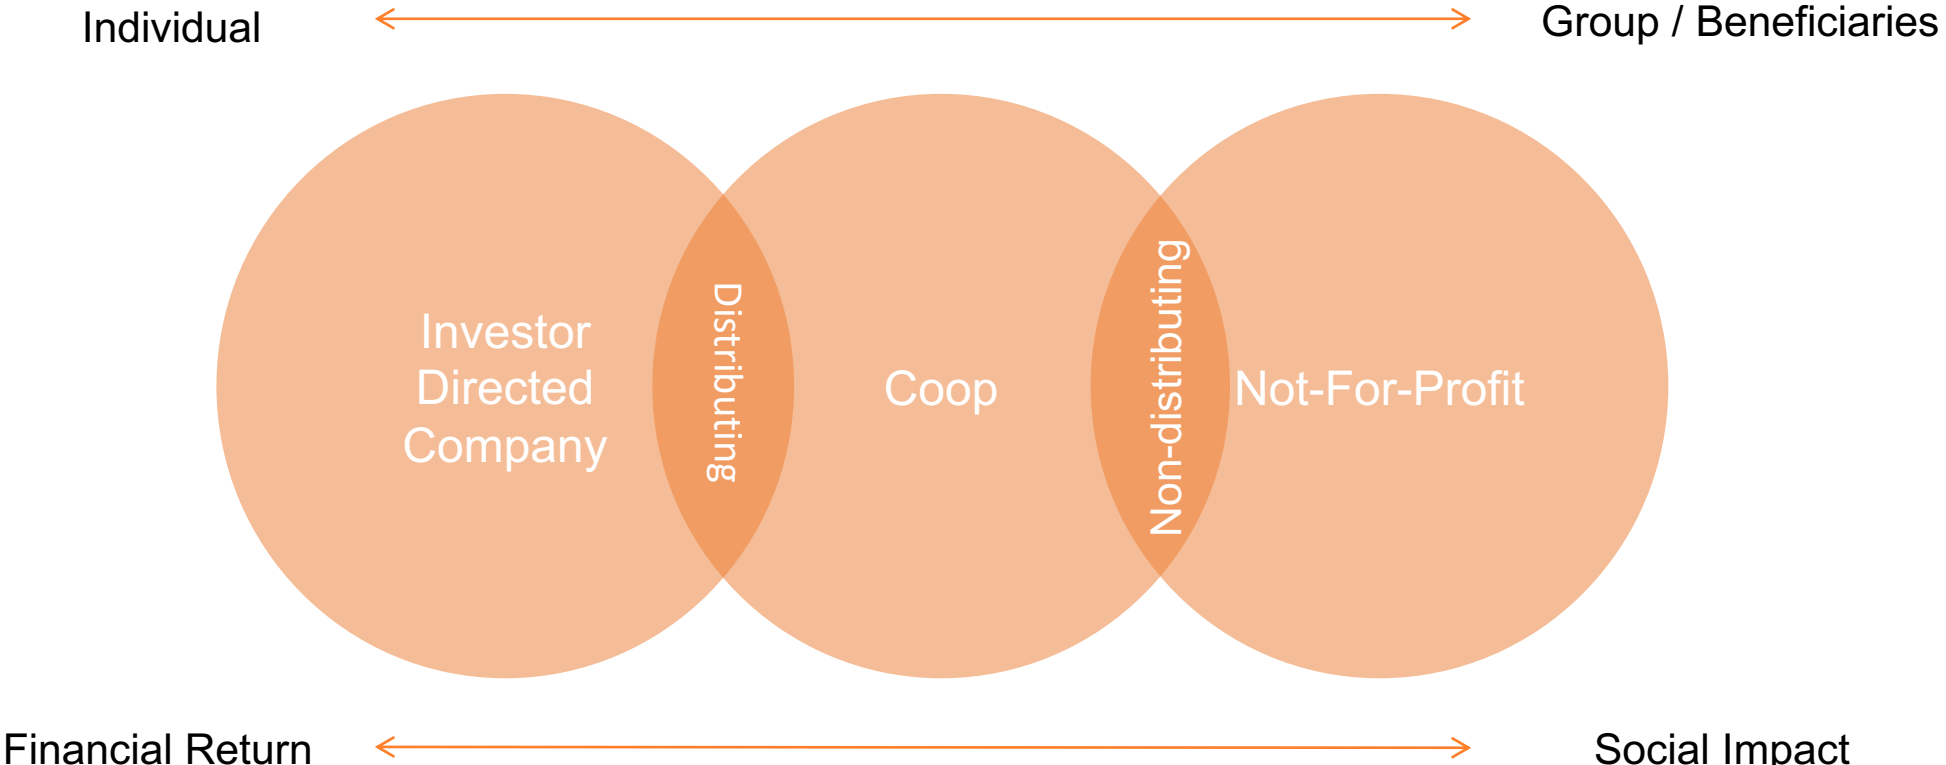 Individual
Group / Beneficiaries
Investor
Directed
Company
Distributing
Coop
Non-distributing
Not-For-Profit
Financial Return
Social Impact